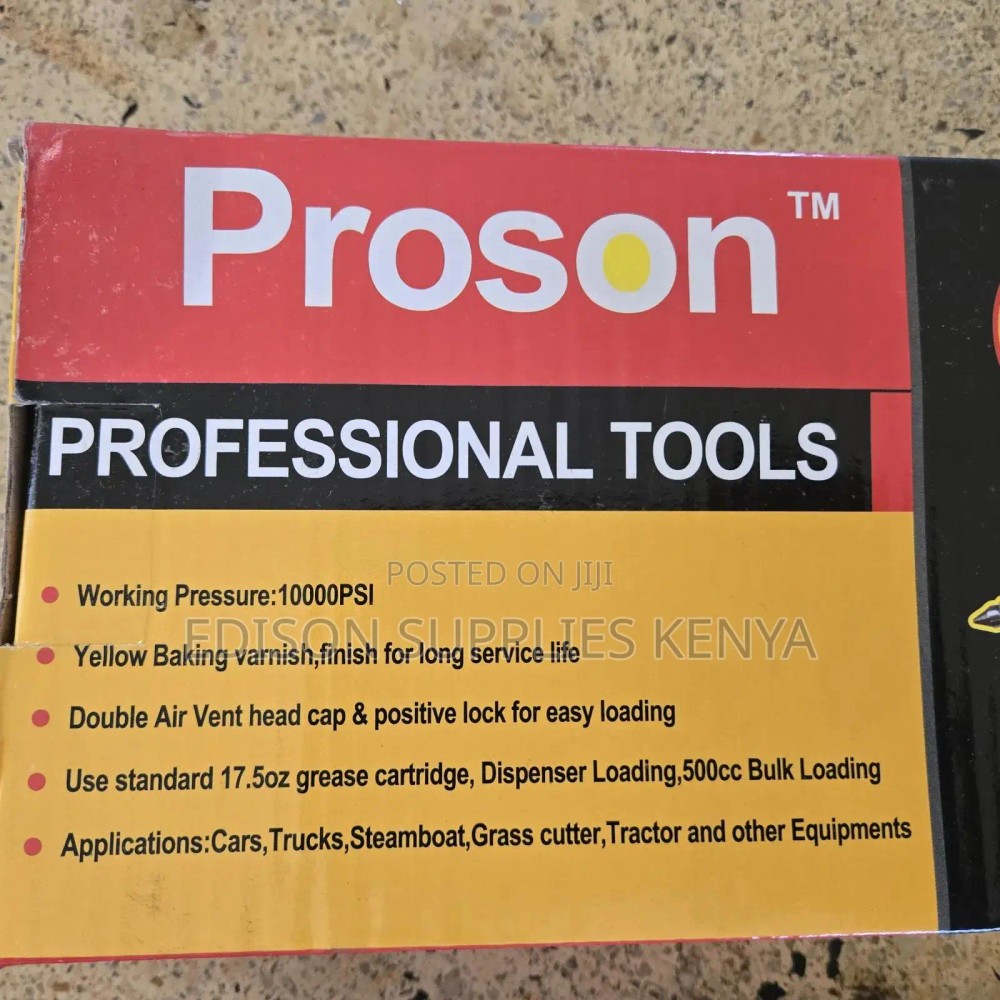 Proson™
PROFESSIONAL TOOLS
POSTED ON JIJI
Working Pressure:10000PSI
EDISON SUPPLIES KENYA
Yellow Baking varnish,finish for long service life
Double Air Vent head cap & positive lock for easy loading
Use standard 17.5oz grease cartridge, Dispenser Loading,500cc Bulk Loading
Applications:Cars,Trucks,Steamboat,Grass cutter,Tractor and other Equipments